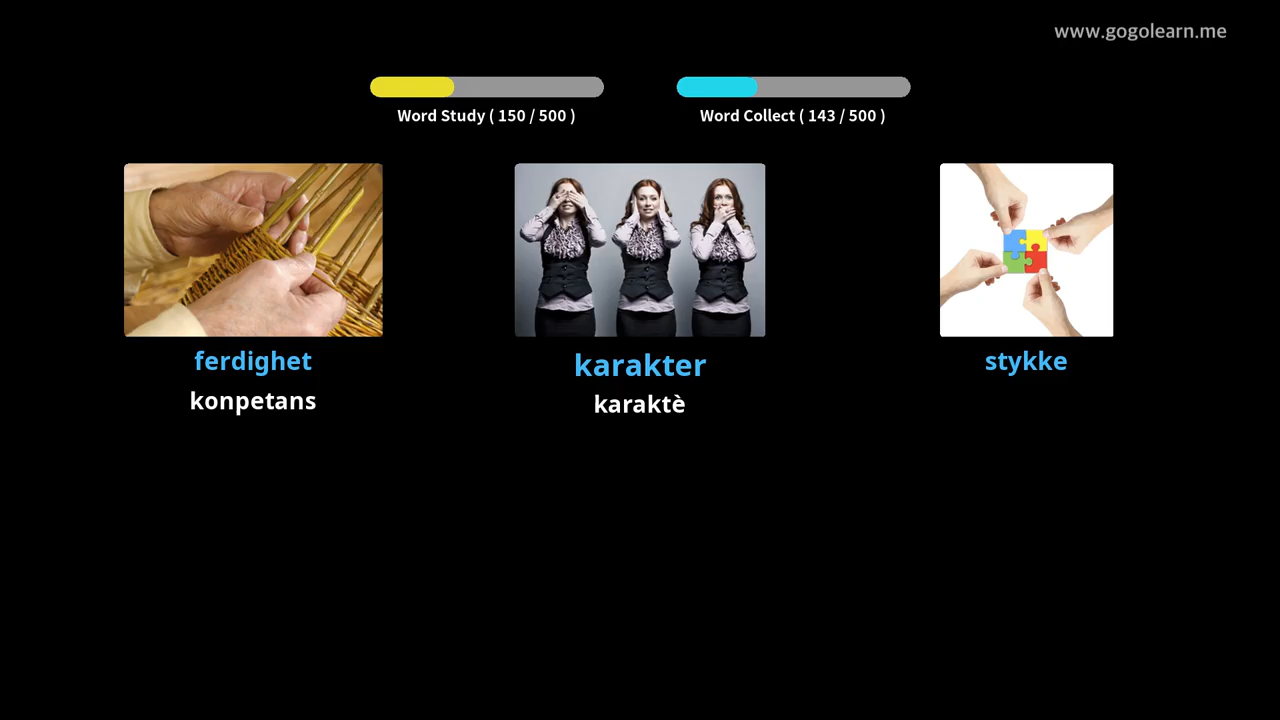 www.gogolearn.me
Word Study ( 150 / 500 )
Word Collect ( 143 / 500 )
ferdighet
karakter
stykke
konpetans
karaktè